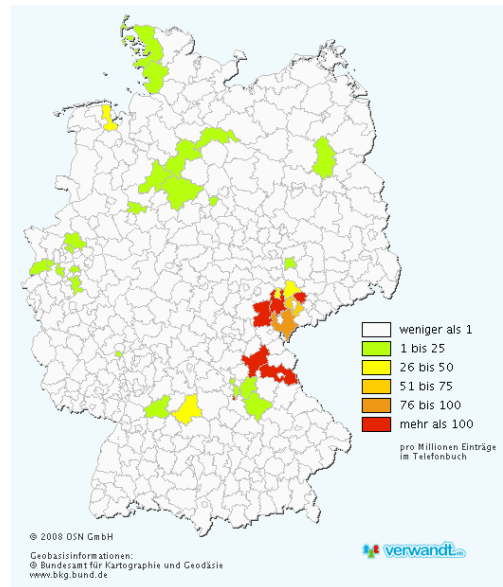 weniger als 1
1 bis 25
26 bis 50
51 bis 75
76 bis 100
mehr als 100
pro Millionen Einträge
im Telefonbuch
© 2008 OSN GmbH
Geobasisinformationen:
© Bundesamt für Kartographie und Geodäsie
www.bkg.bund.de
verwandt.de